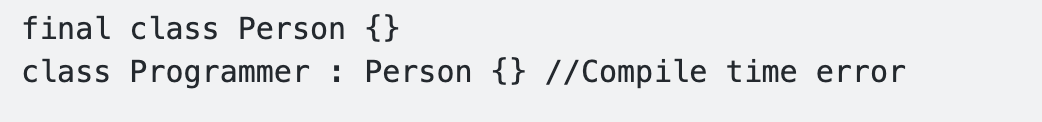 final class Person {}
class Programmer : Person {} //Compile time error